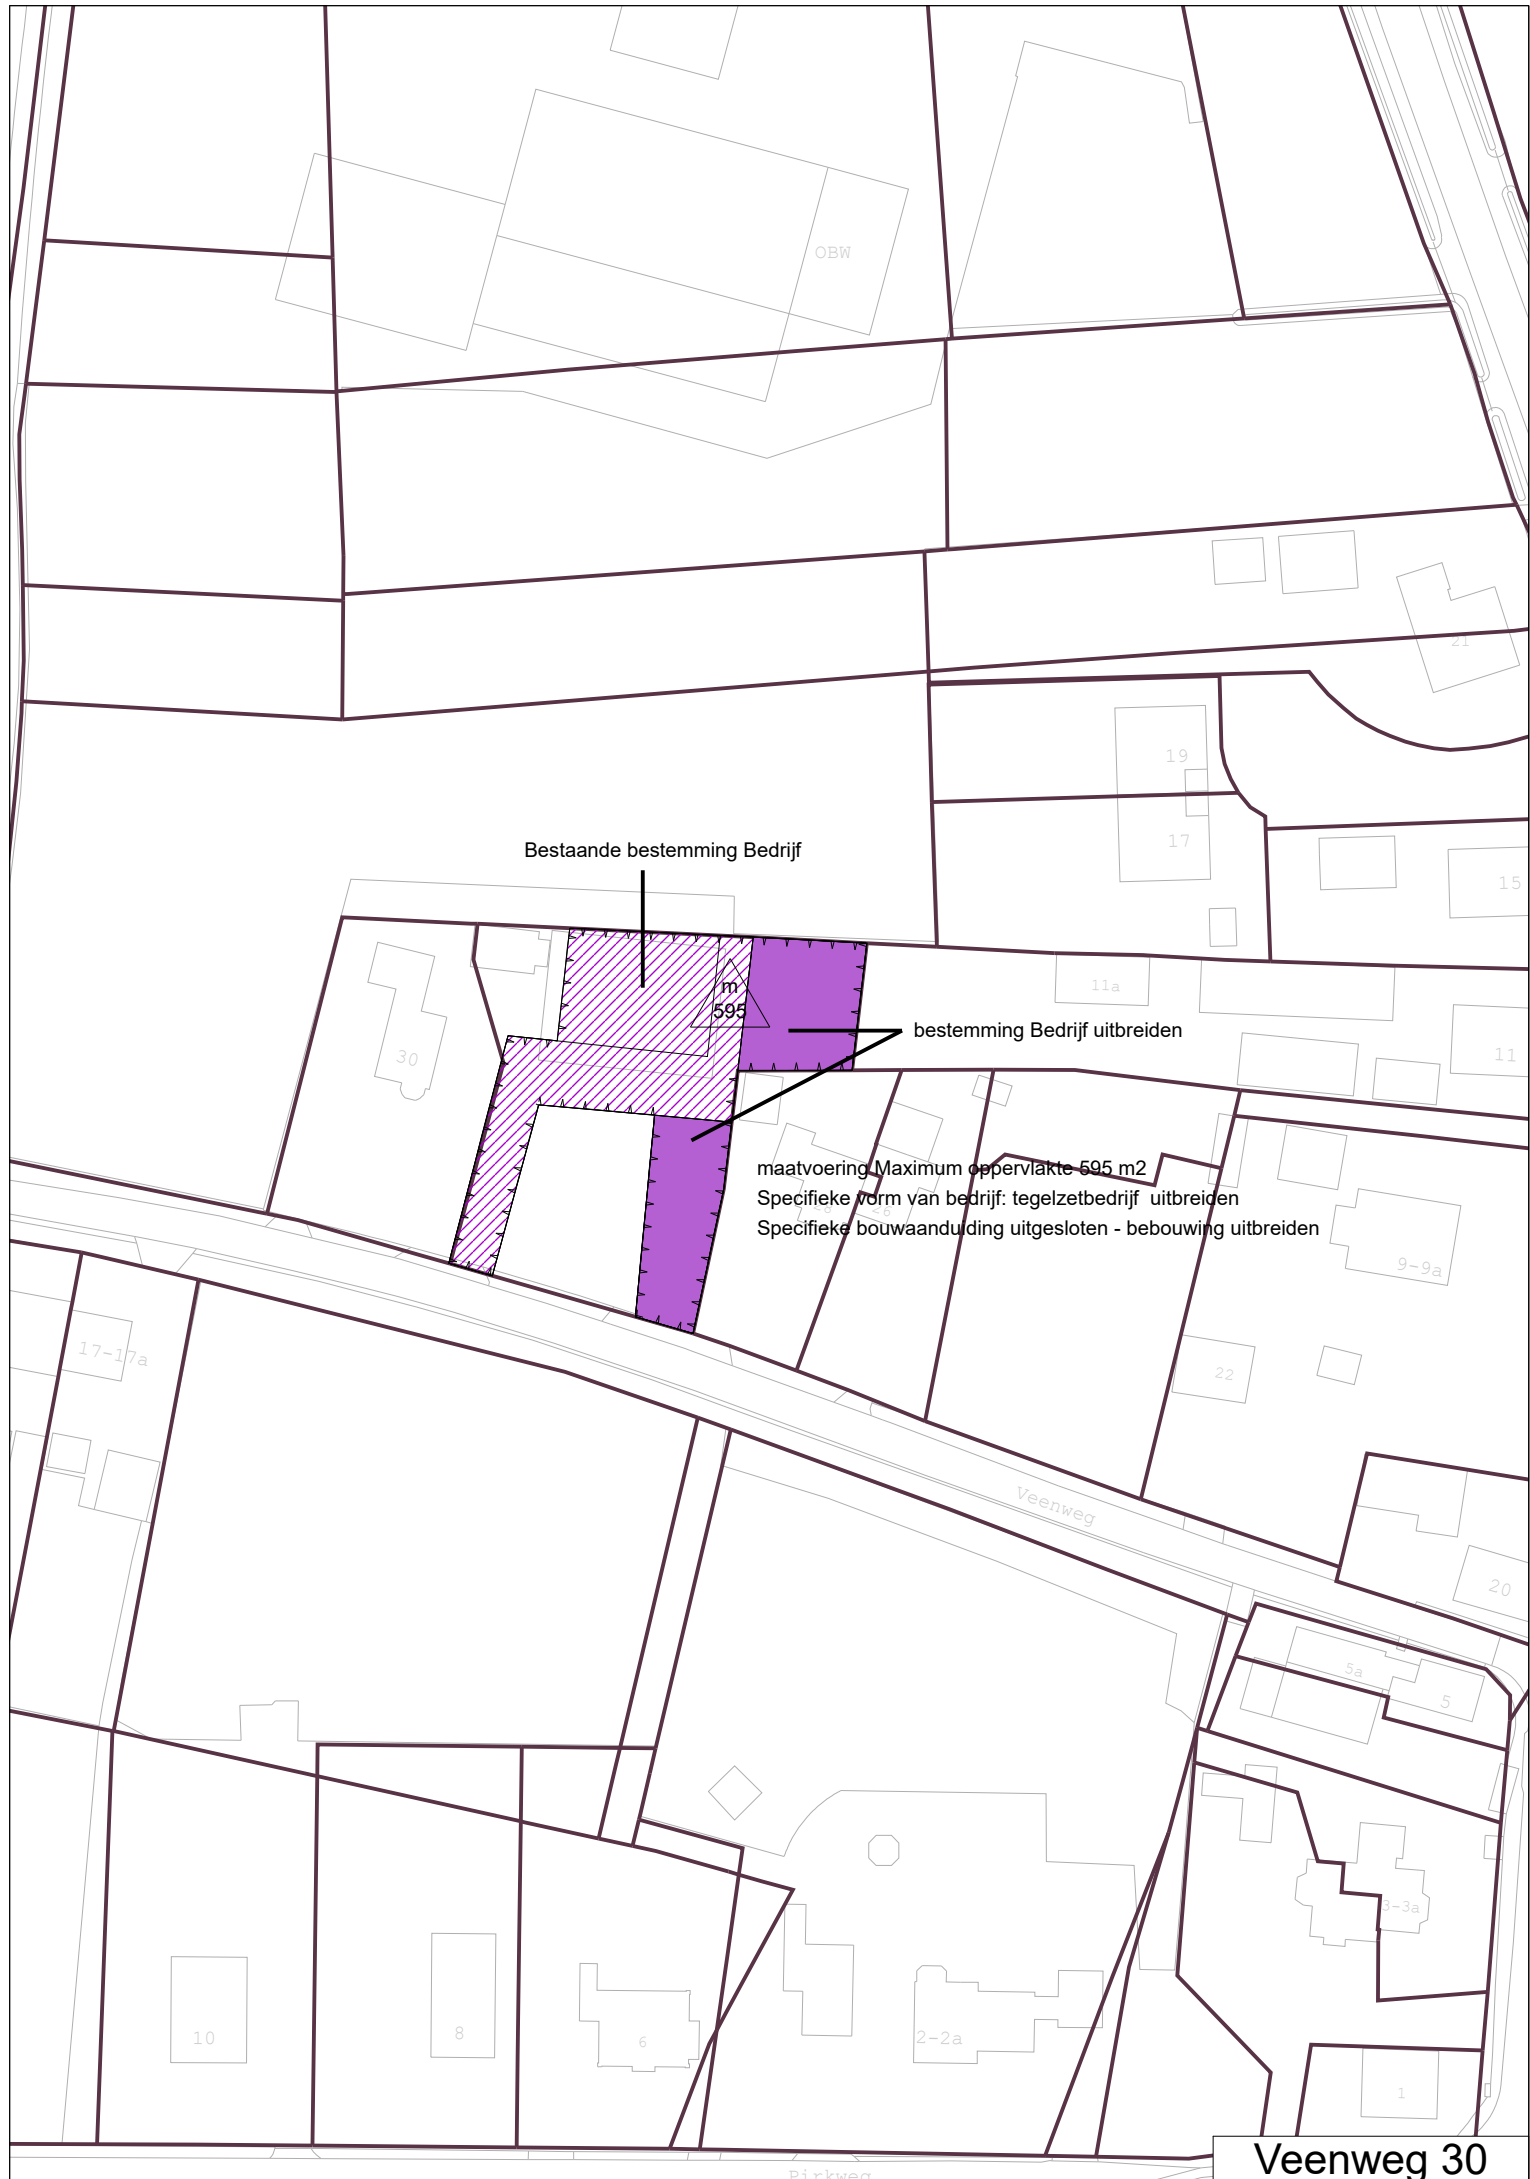 OBW
21
19
17
15
Bestaande bestemming Bedrijf
m
595
11a
bestemming Bedrijf uitbreiden
11
30
maatvoering Maximum oppervlakte 595 m2
Specifieke vorm van bedrijf: tegelzetbedrijf uitbreiden
28
26
Specifieke bouwaanduiding uitgesloten - bebouwing uitbreiden
9-9a
17-17a
22
Veenweg
20
5a
5
3-3a
10
8
6
2-2a
1
Veenweg 30
Pirkweg